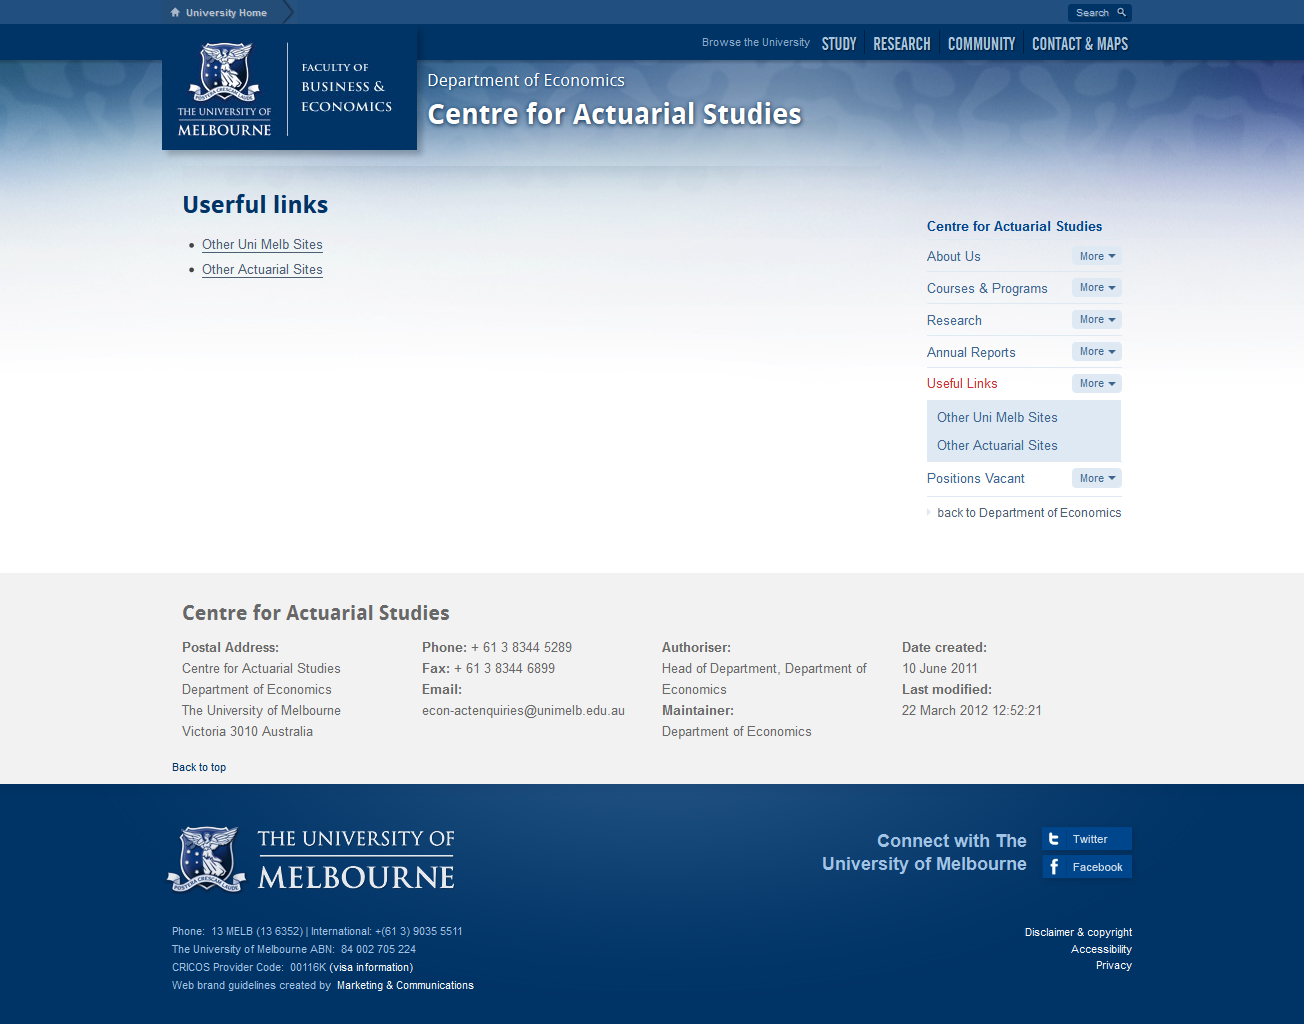 University Home
Search
Browse the University STUDY RESEARCH COMMUNITY CONTACT & MAPS
POSTERA CRESCAM LAUDE
THE UNIVERSITY OF
MELBOURNE
FACULTY OF
BUSINESS &
ECONOMICS
Department of Economics
Centre for Actuarial Studies
Userful links
Other Uni Melb Sites
Other Actuarial Sites
Centre for Actuarial Studies
About Us More
Courses & Programs More
Research More
Annual Reports More
Useful Links More
Other Uni Melb Sites
Other Actuarial Sites
Positions Vacant More
back to Department of Economics
Centre for Actuarial Studies
Postal Address:
Centre for Actuarial Studies
Department of Economics
The University of Melbourne
Victoria 3010 Australia
Phone: + 61 3 8344 5289
Fax: + 61 3 8344 6899
Email:
econ-actenquiries@unimelb.edu.au
Authoriser:
Head of Department, Department of
Economics
Maintainer:
Department of Economics
Date created:
10 June 2011
Last modified:
22 March 2012 12:52:21
Back to top
POSTERA CRESCAM LAUDE
THE UNIVERSITY OF
MELBOURNE
Connect with The
University of Melbourne
Twitter
Facebook
Phone: 13 MELB (13 6352) | International: +(61 3) 9035 5511
The University of Melbourne ABN: 84 002 705 224
CRICOS Provider Code: 00116K (visa information)
Web brand guidelines created by Marketing & Communications
Disclaimer & copyright
Accessibility
Privacy